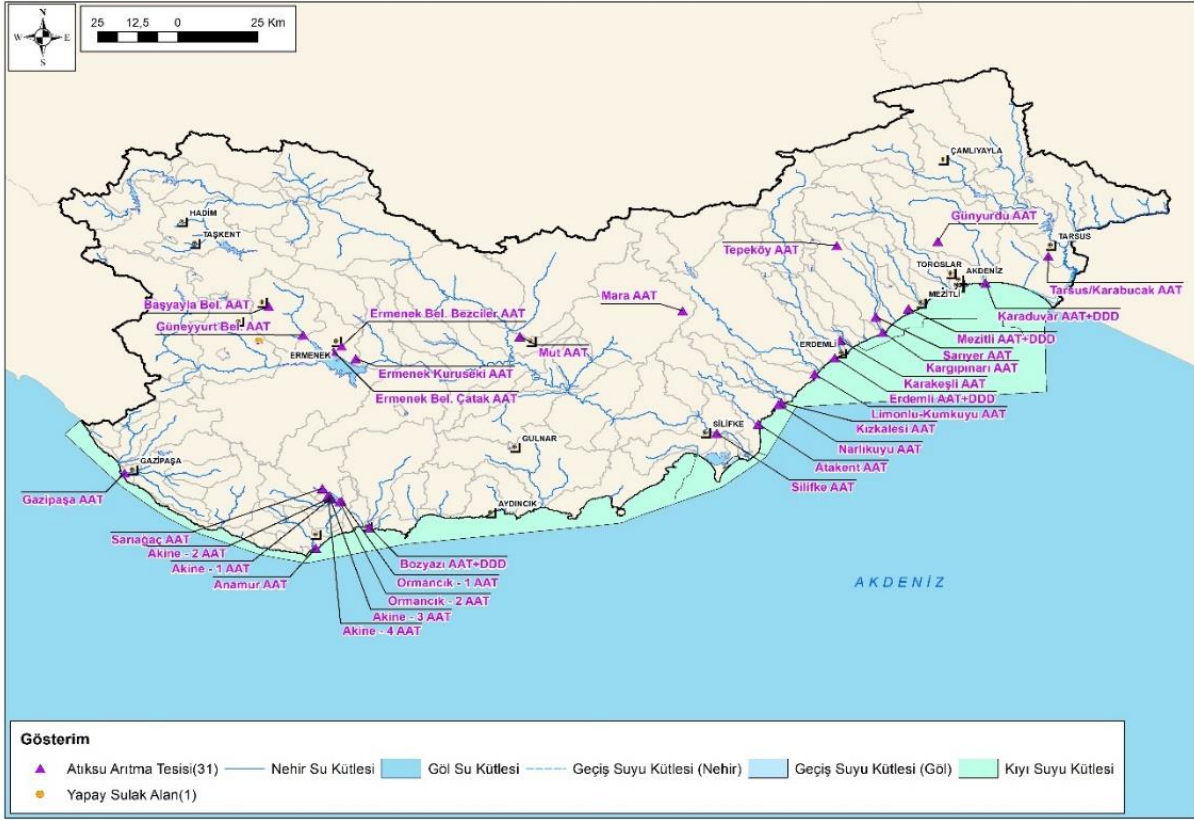 N
W E
S
25 12,5 0 25 Km
ÇAMLIYAYLA
HADİM
TAŞKENT
Günyurdu AAT
Tepeköy AAT
TARSUS
TOROSLAR
AKDENİZ
Tarsus/Karabucak AAT
MEZİTLİ
Başyayla Bel. AAT
Ermenek Bel. Bezciler AAT
Mara AAT
Karaduvar AAT+DDD
Güneyyurt Bel. AAT
Mezitli AAT+DDD
ERMENEK
Mut AAT
ERDEMLİ
Sarıyer AAT
Ermenek Kuruseki AAT
Kargıpınarı AAT
Karakeşli AAT
Ermenek Bel. Çatak AAT
Erdemli AAT+DDD
Limonlu-Kumkuyu AAT
SİLİFKE
Kızkalesi AAT
GULNAR
Narlıkuyu AAT
GAZİPAŞA
Atakent AAT
Gazipaşa AAT
Silifke AAT
AYDINCIK
Sarıağaç AAT
Akine - 2 AAT
Akine - 1 AAT
Anamur AAT
Bozyazı AAT+DDD
Ormancık - 1 AAT
Ormancık - 2 AAT
Akine - 3 AAT
Akine - 4 AAT
AKDENİZ
Gösterim
Atıksu Arıtma Tesisi(31) Nehir Su Kütlesi Göl Su Kütlesi Geçiş Suyu Kütlesi (Nehir) Geçiş Suyu Kütlesi (Göl) Kıyı Suyu Kütlesi
Yapay Sulak Alan(1)